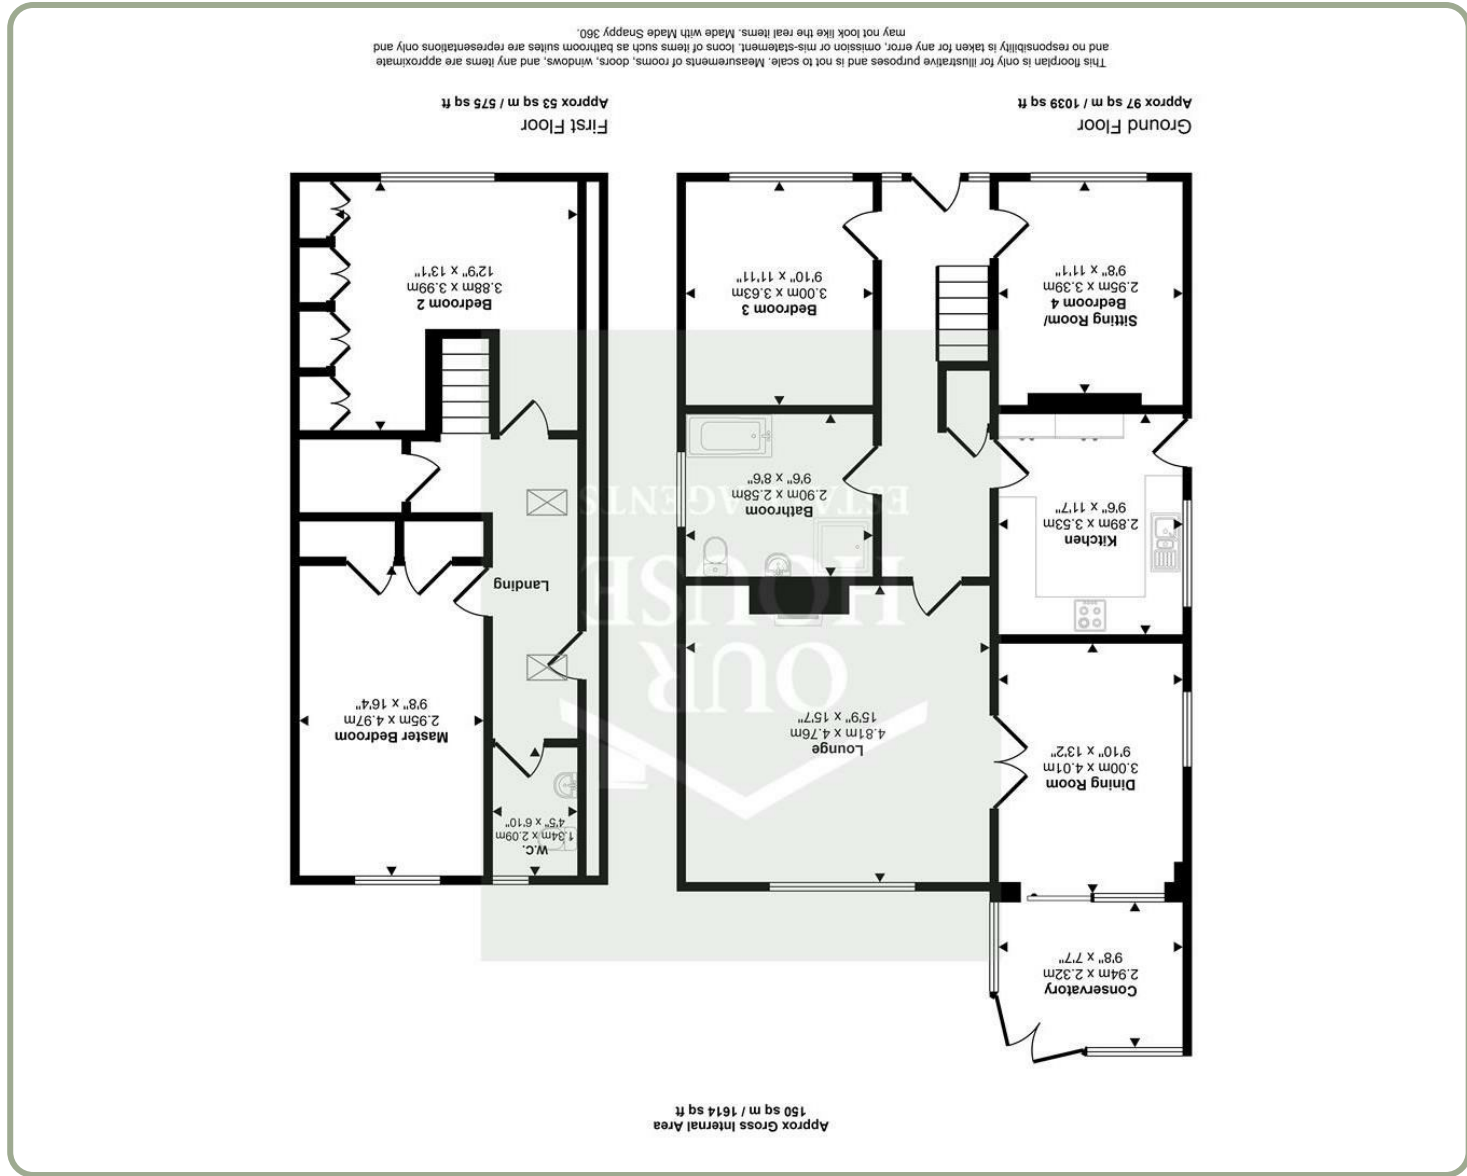 Approx Gross Internal Area
150 sq m / 1614 sq ft
Conservatory
2.94m x 2.32m
9'8" x 7'7"
Dining Room
3.00m x 4.01m
9'10" x 13'2"
Lounge
4.81m x 4.76m
15'9" x 15'7"
Kitchen
2.89m x 3.53m
9'6" x 11'7"
Bathroom
2.90m x 2.58m
9'6" x 8'6"
Sitting Room/
Bedroom 4
2.95m x 3.39m
9'8" x 11'1"
Bedroom 3
3.00m x 3.63m
9'10" x 11'11"
W.C.
1.34m x 2.09m
4'5" x 6'10"
Master Bedroom
2.95m x 4.97m
9'8" x 16'4"
Landing
Bedroom 2
3.88m x 3.99m
12'9" x 13'1"
OUR
HOUSE
ESTATE AGENTS
Ground Floor
Approx 97 sq m / 1039 sq ft
First Floor
Approx 53 sq m / 575 sq ft
This floorplan is only for illustrative purposes and is not to scale. Measurements of rooms, doors, windows, and any items are approximate
and no responsibility is taken for any error, omission or mis-statement. Icons of items such as bathroom suites are representations only and
may not look like the real items. Made with Made Snappy 360.